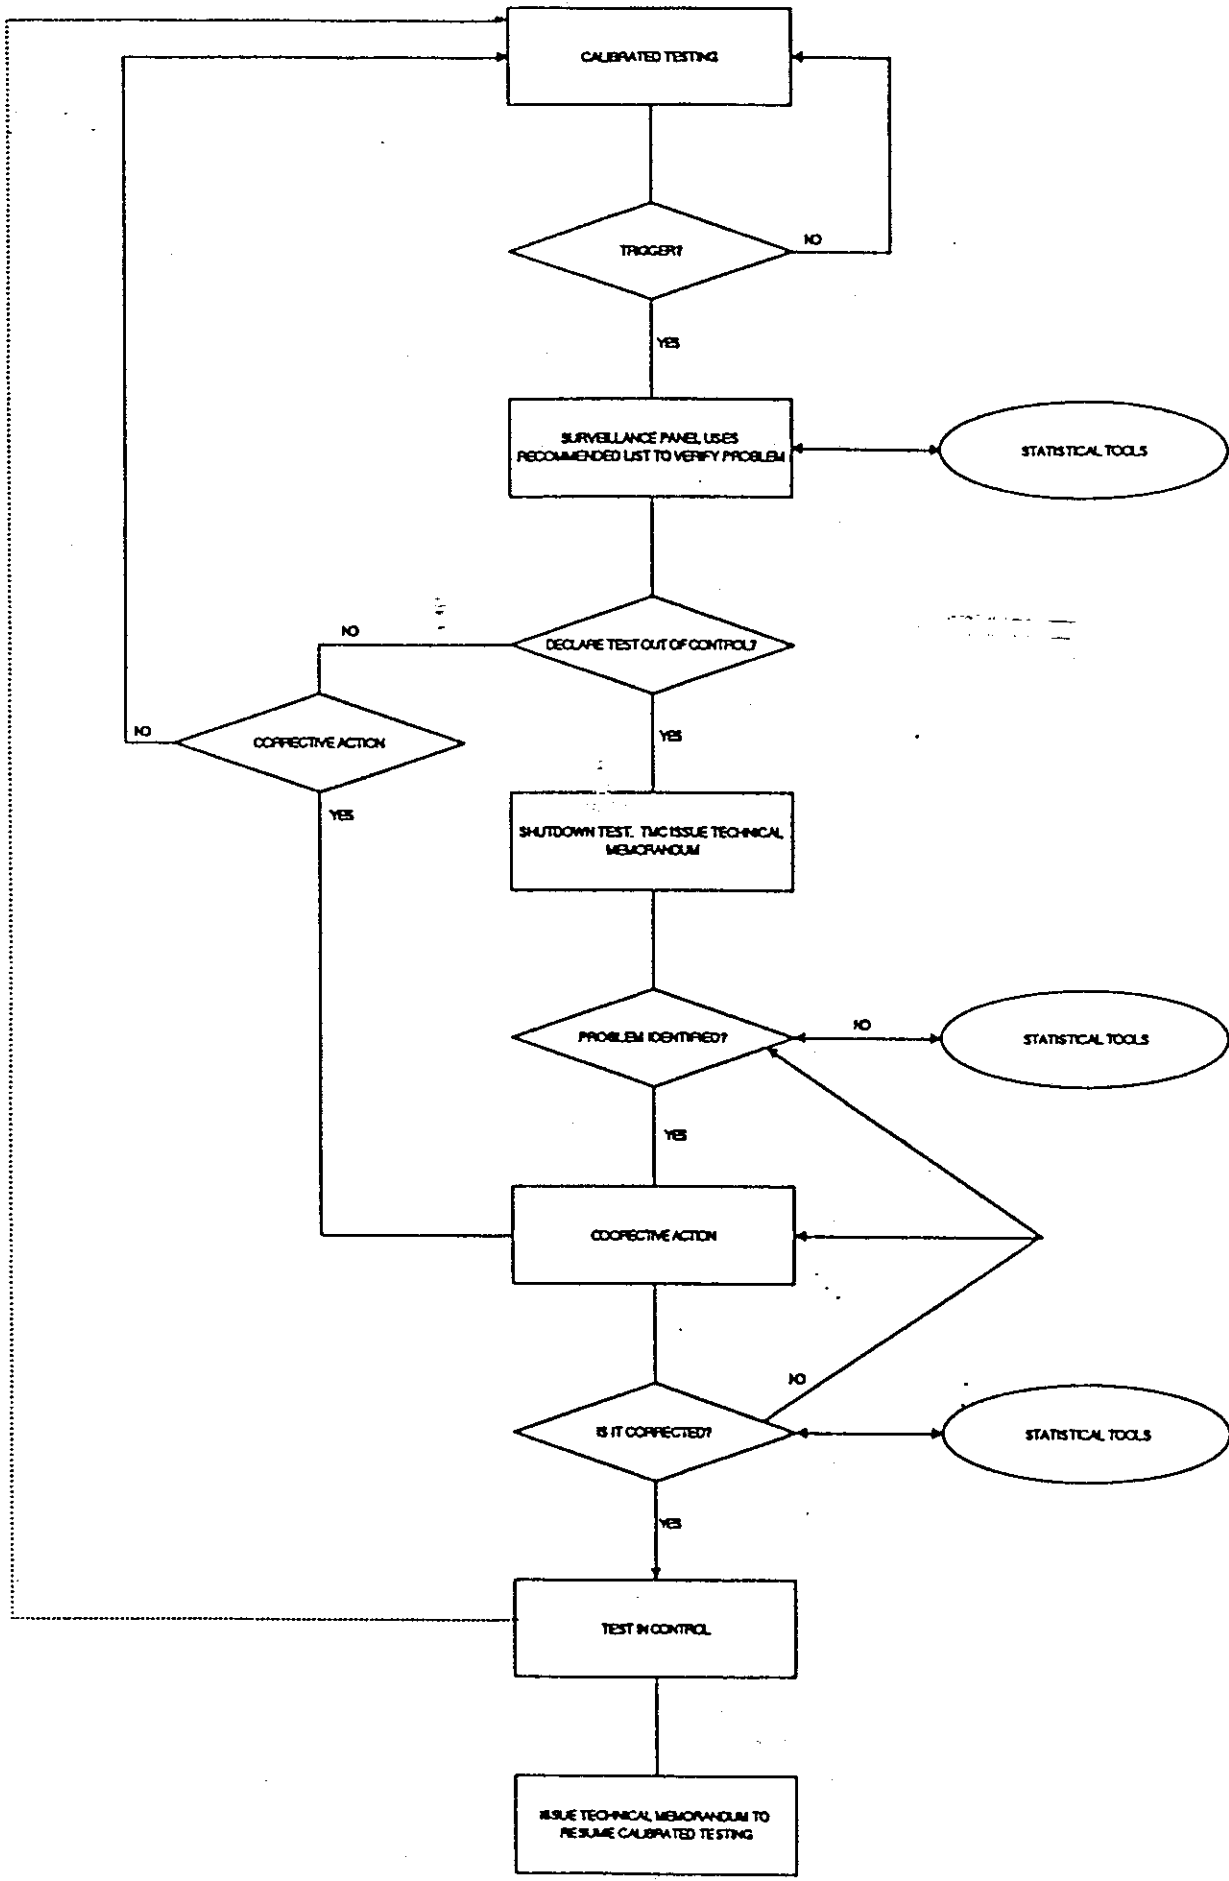 CALIBRATED TESTING
TRIGGER?
NO
YES
SURVEILLANCE PANEL USES
RECOMMENDED LIST TO VERIFY PROBLEM
STATISTICAL TOOLS
NO
DECLARE TEST OUT OF CONTROL?
NO
CORRECTIVE ACTION
YES
YES
SHUTDOWN TEST. TMC ISSUE TECHNICAL
MEMORANDUM
PROBLEM IDENTIFIED?
NO
STATISTICAL TOOLS
YES
COORECTIVE ACTION
NO
IS IT CORRECTED?
STATISTICAL TOOLS
YES
TEST IN CONTROL
ISSUE TECHNICAL MEMORANDUM TO
RESUME CALIBRATED TESTING